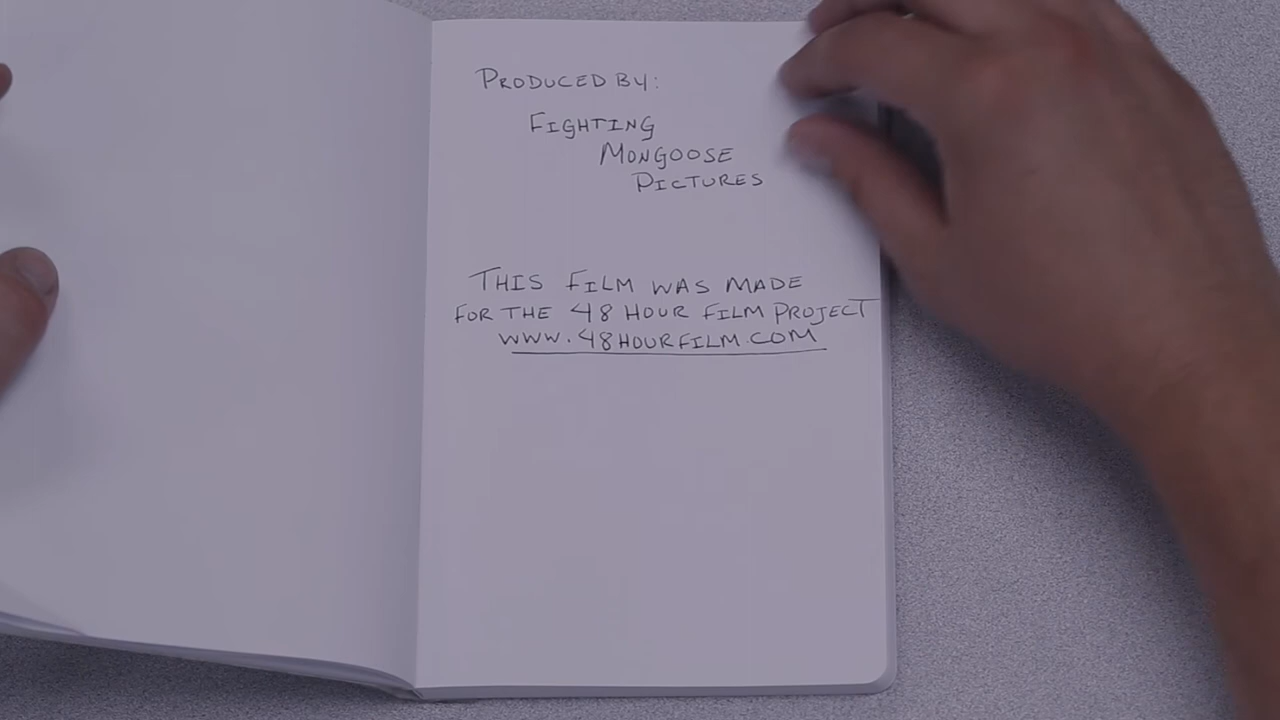 PRODUCED BY:
FIGHTING
MONGOOSE
PICTURES
THIS FILM WAS MADE
FOR THE 48 HOUR FILM PROJECT
WWW.48HOURFILM.COM